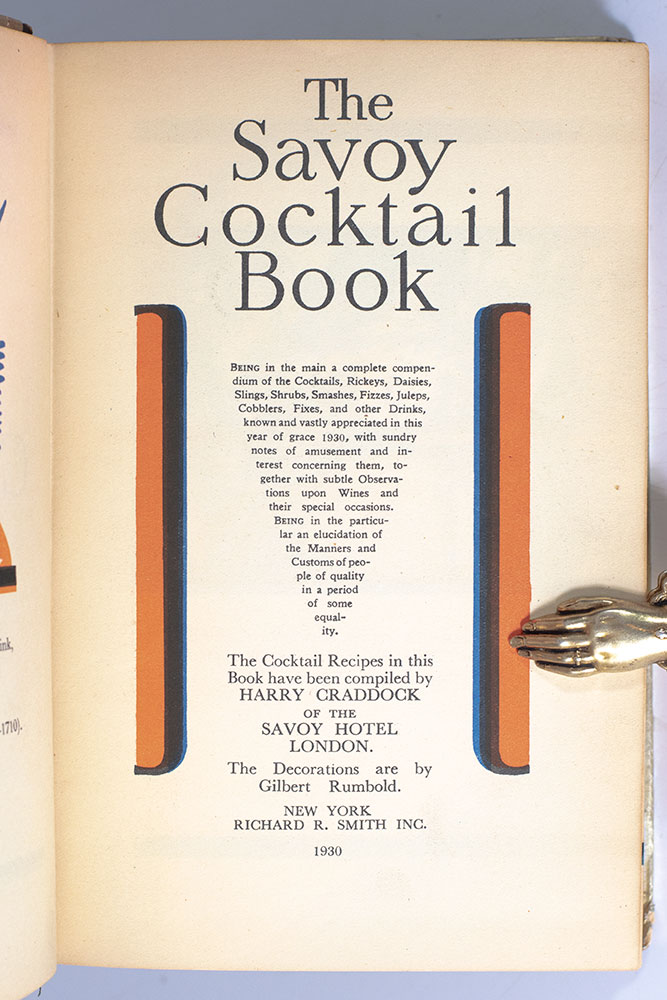 The
Savoy
Cocktail
Book
BEING in the main a complete compen-
dium of the Cocktails, Rickeys, Daisies,
Slings, Shrubs, Smashes, Fizzes, Juleps,
Cobblers, Fixes, and other Drinks,
known and vastly appreciated in this
year of grace 1930, with sundry
notes of amusement and in-
terest concerning them, to-
gether with subtle Observa-
tions upon Wines and
their special occasions.
BEING in the particu-
lar an elucidation of
the Manners and
Customs of peo-
ple of quality
in a period
of some
equal-
ity.
The Cocktail Recipes in this
Book have been compiled by
HARRY CRADDOCK
OF THE
SAVOY HOTEL
LONDON.
The Decorations are by
Gilbert Rumbold.
NEW YORK
RICHARD R. SMITH INC.
1930